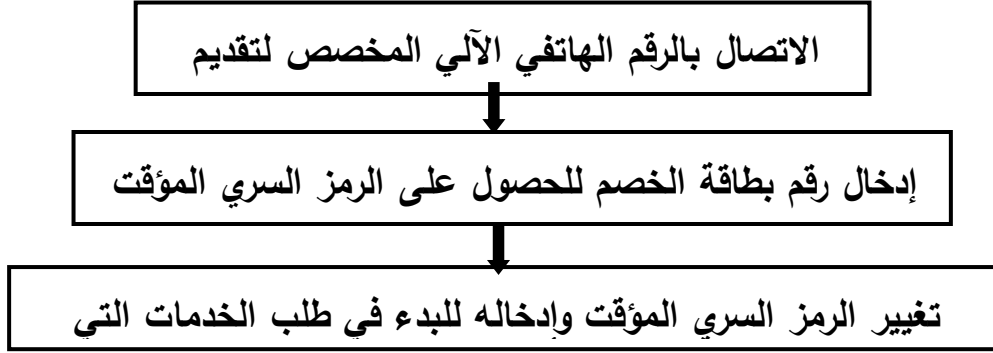 الاتصال بالرقم الهاتفي الآلي المخصص لتقديم
إدخال رقم بطاقة الخصم للحصول على الرمز السري المؤقت
تغيير الرمز السري المؤقت وإدخاله للبدء في طلب الخدمات التي